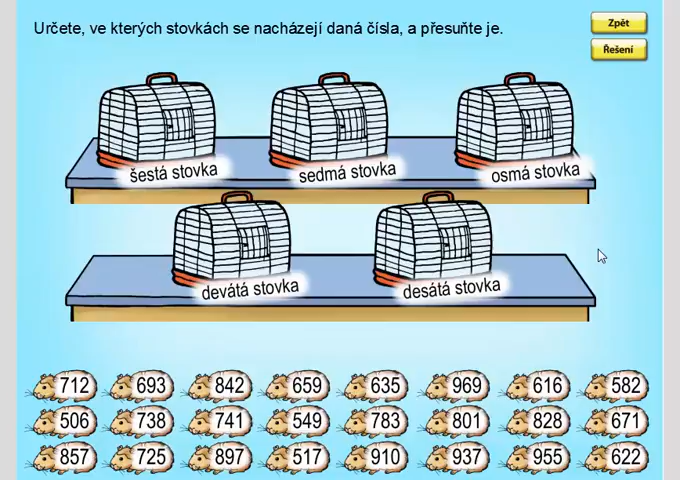 Určete, ve kterých stovkách se nacházejí daná čísla, a přesuňte je.
Zpět
Řešení
šestá stovka
sedmá stovka
osmá stovka
devátá stovka
desátá stovka
712 693 842 659 635 969 616 582
506 738 741 549 783 801 828 671
857 725 897 517 910 937 955 622